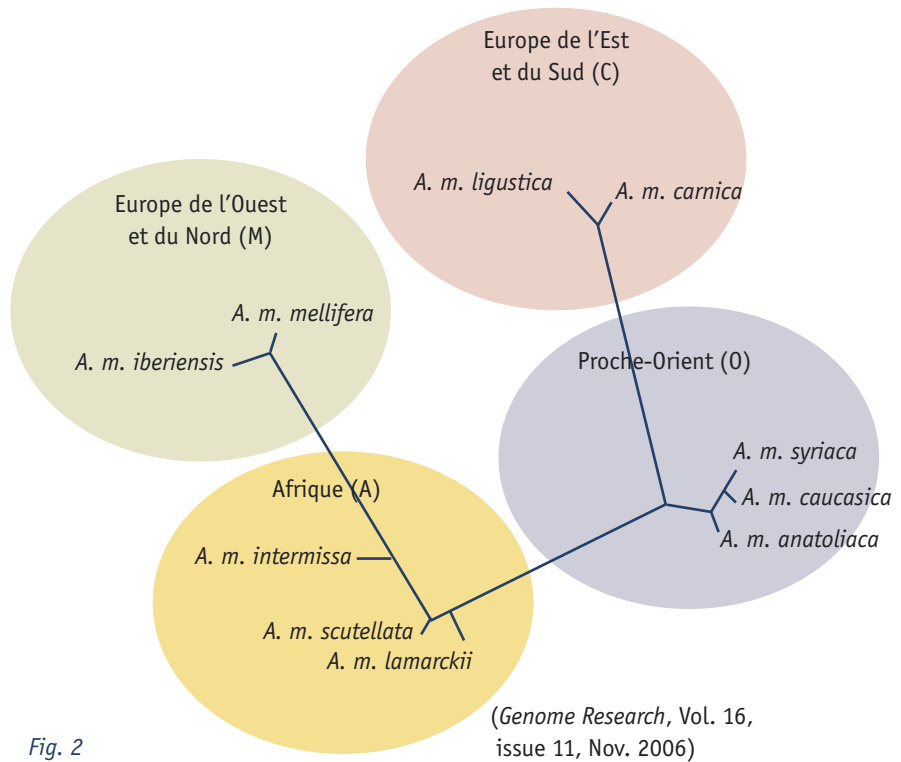 Europe de l'Est
et du Sud (C)
A. m. ligustica
A. m. carnica
Europe de l'Ouest
et du Nord (M)
A. m. mellifera
A. m. iberiensis
Proche-Orient (O)
A. m. syriaca
A. m. caucasica
A. m. anatoliaca
Afrique (A)
A. m. intermissa
A. m. scutellata
A. m. lamarckii
(Genome Research, Vol. 16,
issue 11, Nov. 2006)
Fig. 2